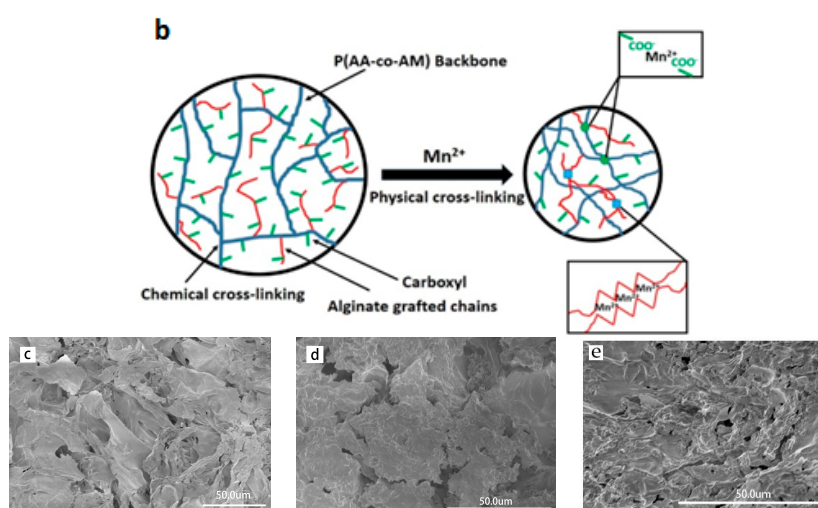 b
P(AA-co-AM) Backbone
COO-
Mn2+
COO-
Mn2+
Physical cross-linking
Carboxyl
Chemical cross-linking
Alginate grafted chains
Mn2+
Mn2+
Mn2+
c
d
e
50.0um
50.0um
50.0um